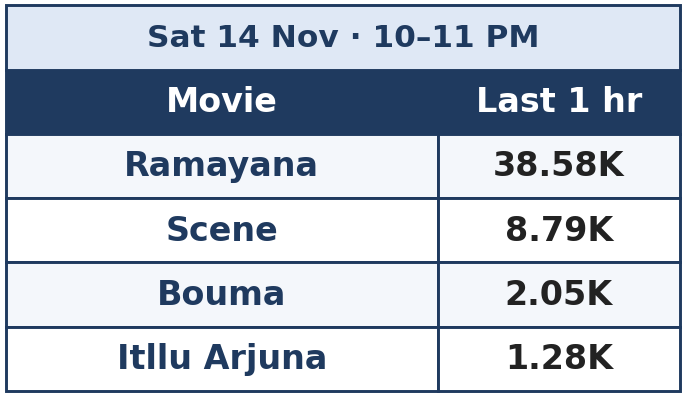 Sat 14 Nov · 10–11 PM
Movie Last 1 hr
Ramayana 38.58K
Scene 8.79K
Bouma 2.05K
Itllu Arjuna 1.28K